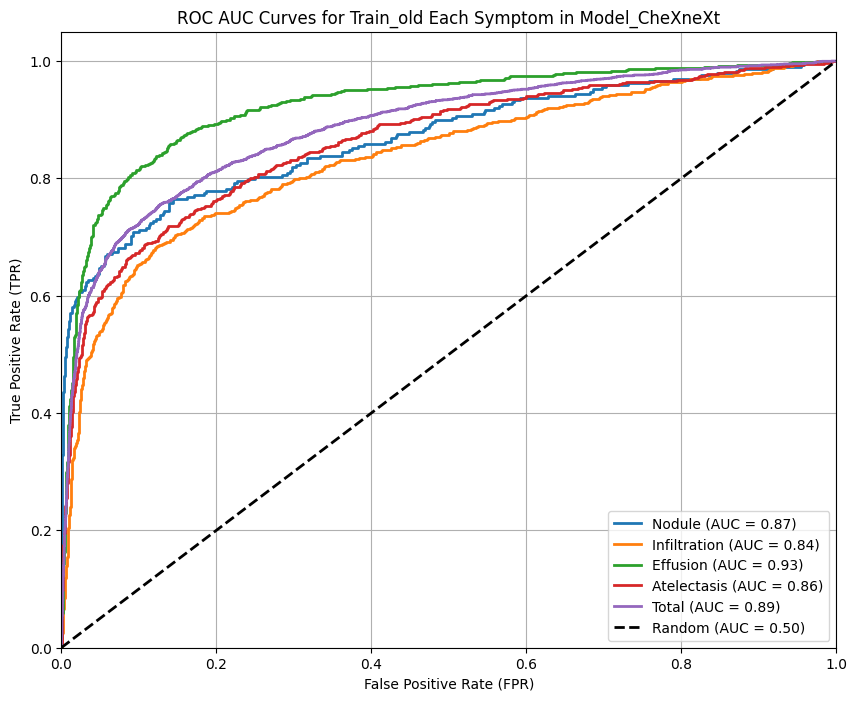 ROC AUC Curves for Train_old Each Symptom in Model_CheXneXt
True Positive Rate (TPR)
1.0
0.8
0.6
0.4
0.2
0.0
0.0 0.2 0.4 0.6 0.8 1.0
False Positive Rate (FPR)
Nodule (AUC = 0.87)
Infiltration (AUC = 0.84)
Effusion (AUC = 0.93)
Atelectasis (AUC = 0.86)
Total (AUC = 0.89)
Random (AUC = 0.50)